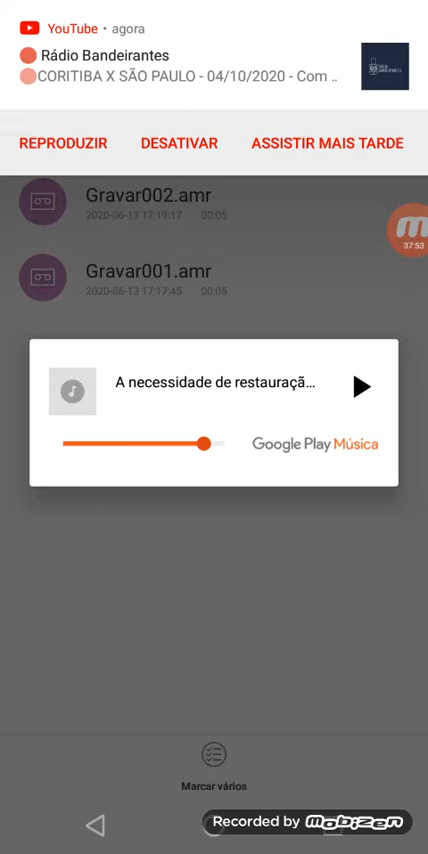 YouTube • agora
Rádio Bandeirantes
CORITIBA X SÃO PAULO - 04/10/2020 - Com ..
REPRODUZIR DESATIVAR ASSISTIR MAIS TARDE
Gravar002.amr
2020-06-13 17:19:17 00:05
37:53
Gravar001.amr
2020-06-13 17:17:45 00:05
A necessidade de restauraçã...
Google Play Música
Marcar vários
Recorded by mobizen